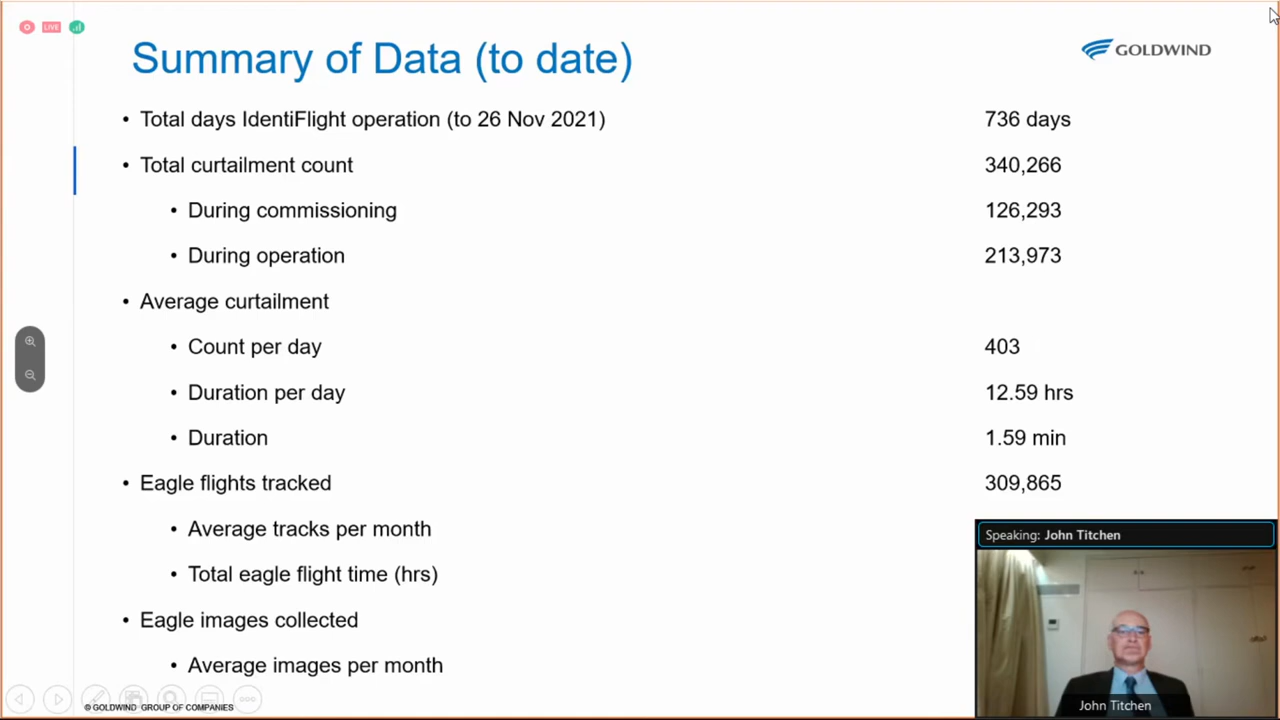 LIVE
Summary of Data (to date)
GOLDWIND
• Total days IdentiFlight operation (to 26 Nov 2021) 736 days
• Total curtailment count 340,266
• During commissioning 126,293
• During operation 213,973
• Average curtailment
• Count per day 403
• Duration per day 12.59 hrs
• Duration 1.59 min
• Eagle flights tracked 309,865
• Average tracks per month
• Total eagle flight time (hrs)
• Eagle images collected
• Average images per month
Speaking: John Titchen
John Titchen
© GOLDWIND GROUP OF COMPANIES